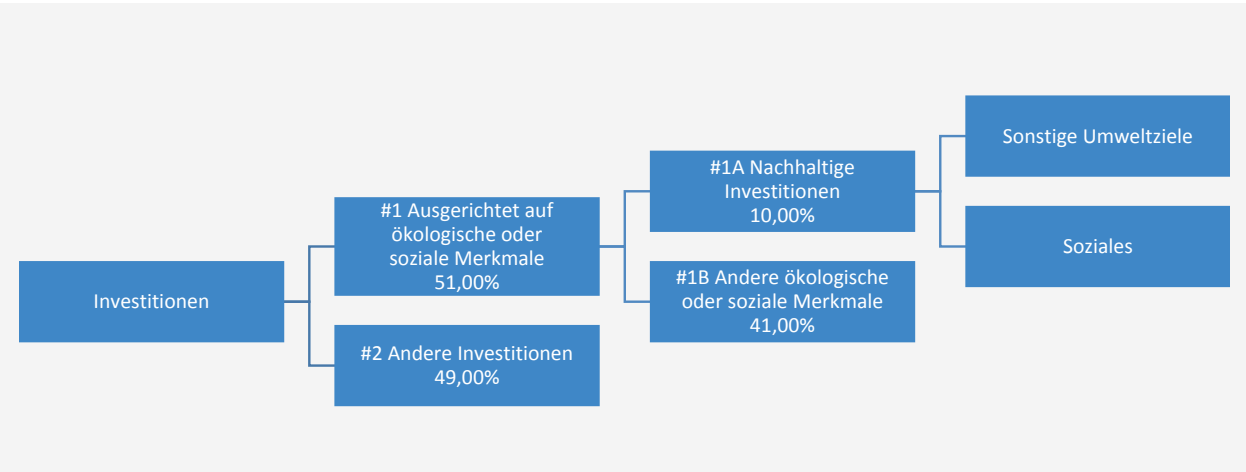 Investitionen
#1 Ausgerichtet auf
ökologische oder
soziale Merkmale
51,00%
#2 Andere Investitionen
49,00%
#1A Nachhaltige
Investitionen
10,00%
#1B Andere ökologische
oder soziale Merkmale
41,00%
Sonstige Umweltziele
Soziales